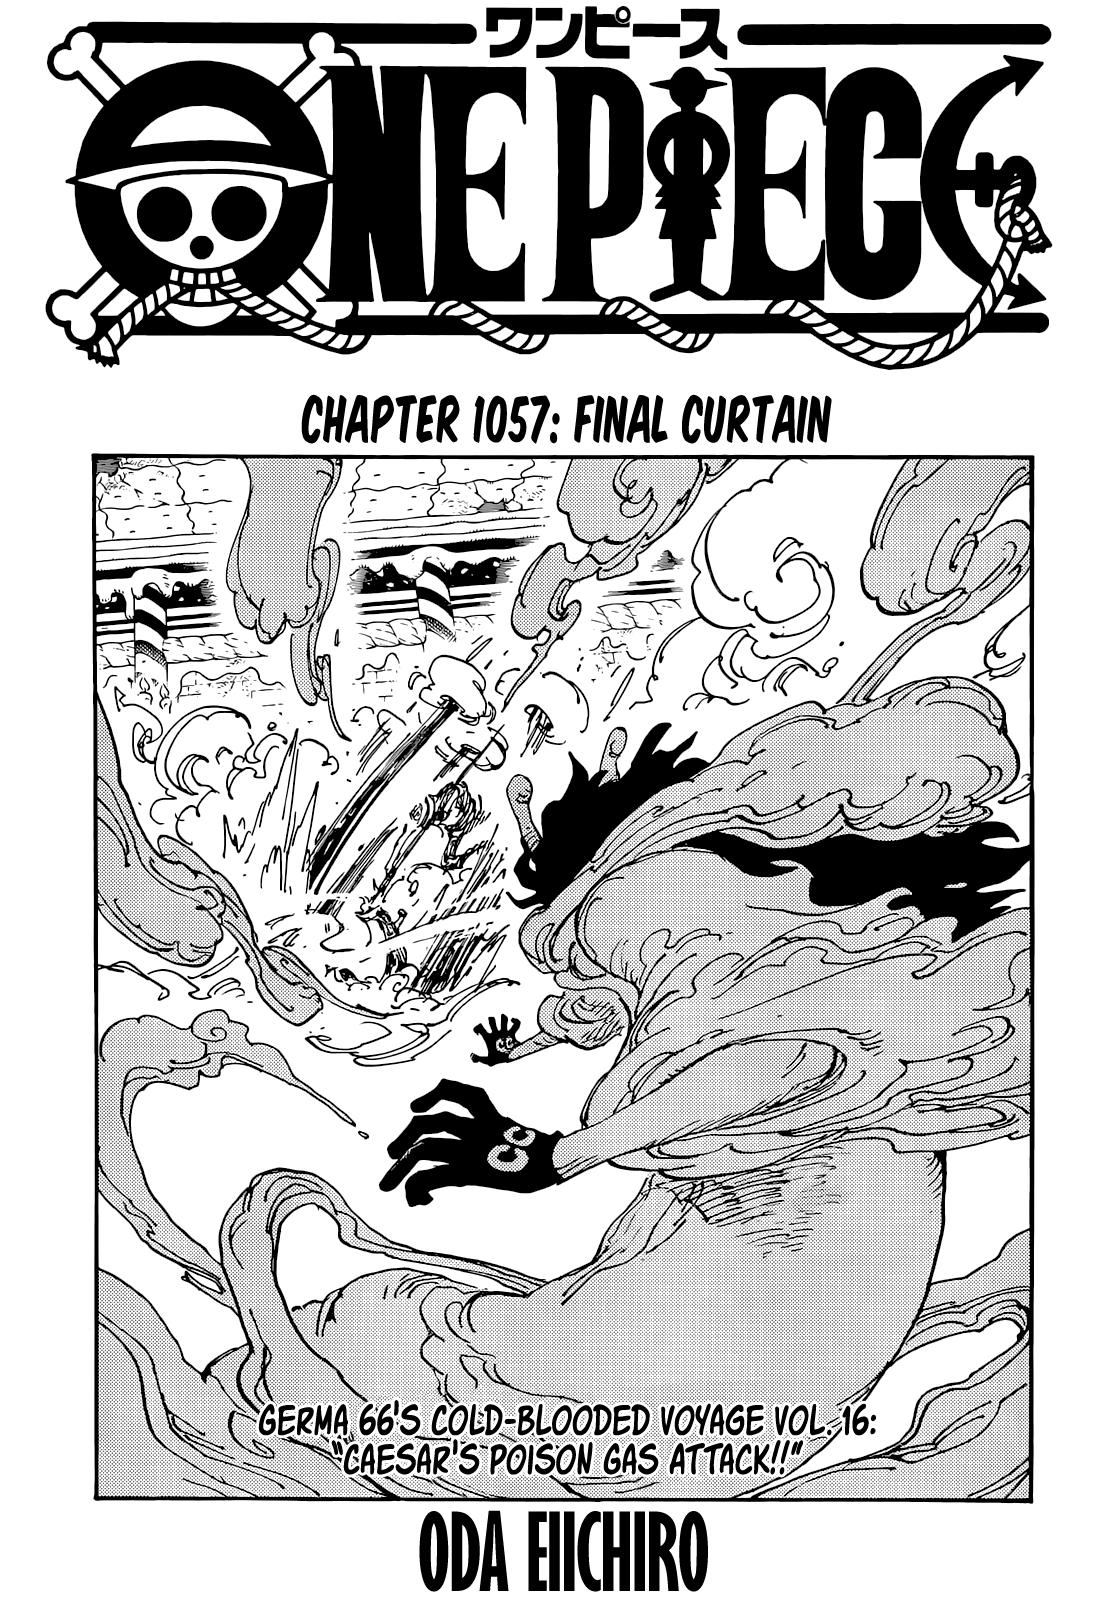 ワンピース
ONE PIECE
CHAPTER 1057: FINAL CURTAIN
CC
CC
GERMA 66'S COLD-BLOODED VOYAGE VOL. 16:
"CAESAR'S POISON GAS ATTACK!!"
ODA EIICHIRO